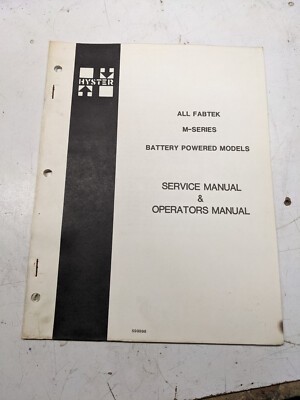 HYSTER
ALL FABTEK
M-SERIES
BATTERY POWERED MODELS
SERVICE MANUAL
&
OPERATORS MANUAL